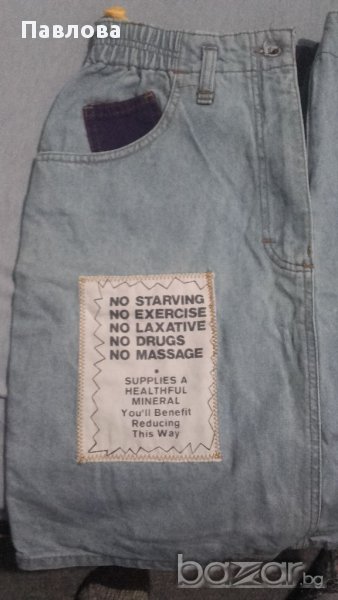 Павлова
NO STARVING
NO EXERCISE
NO LAXATIVE
NO DRUGS
NO MASSAGE
•
SUPPLIES A
HEALTHFUL
MINERAL
You'll Benefit
Reducing
This Way
bazar.bg